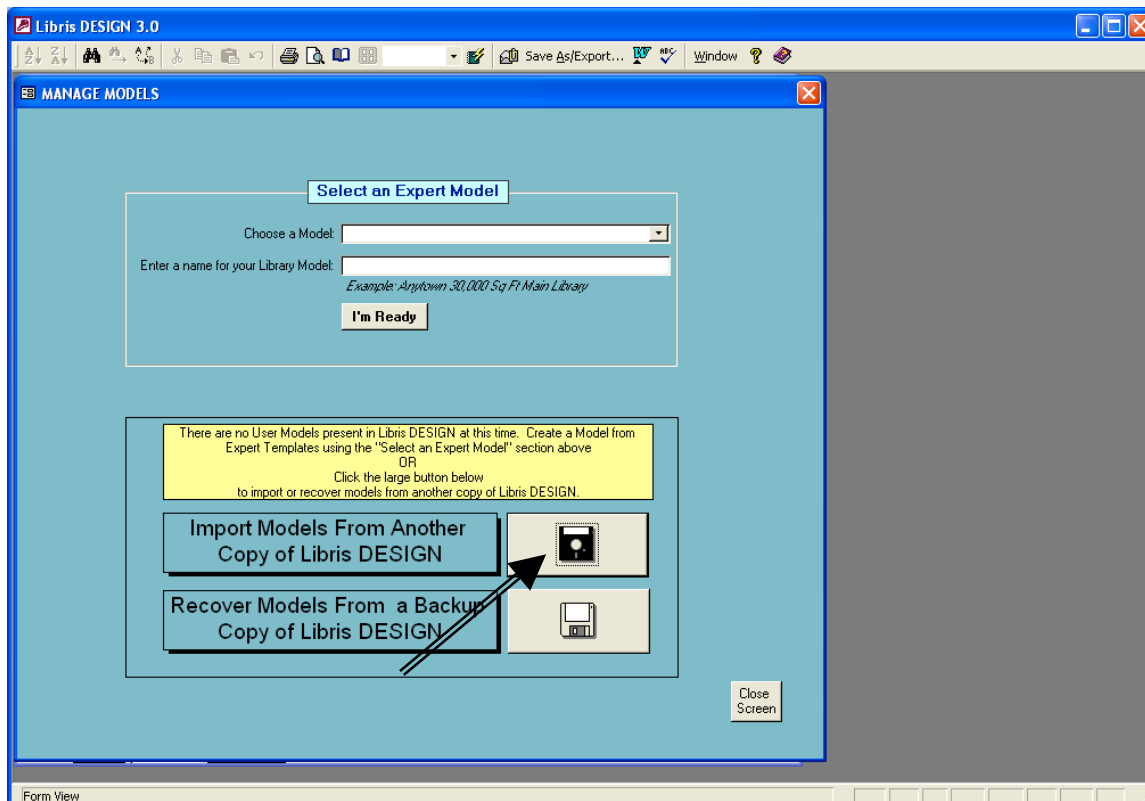 Libris DESIGN 3.0
Save As/Export... Window
MANAGE MODELS
Select an Expert Model
Choose a Model:
Enter a name for your Library Model:
Example: Anytown 30,000 Sq Ft Main Library
I'm Ready
There are no User Models present in Libris DESIGN at this time. Create a Model from
Expert Templates using the "Select an Expert Model" section above
OR
Click the large button below
to import or recover models from another copy of Libris DESIGN.
Import Models From Another
Copy of Libris DESIGN
Recover Models From a Backup
Copy of Libris DESIGN
Close
Screen
Form View